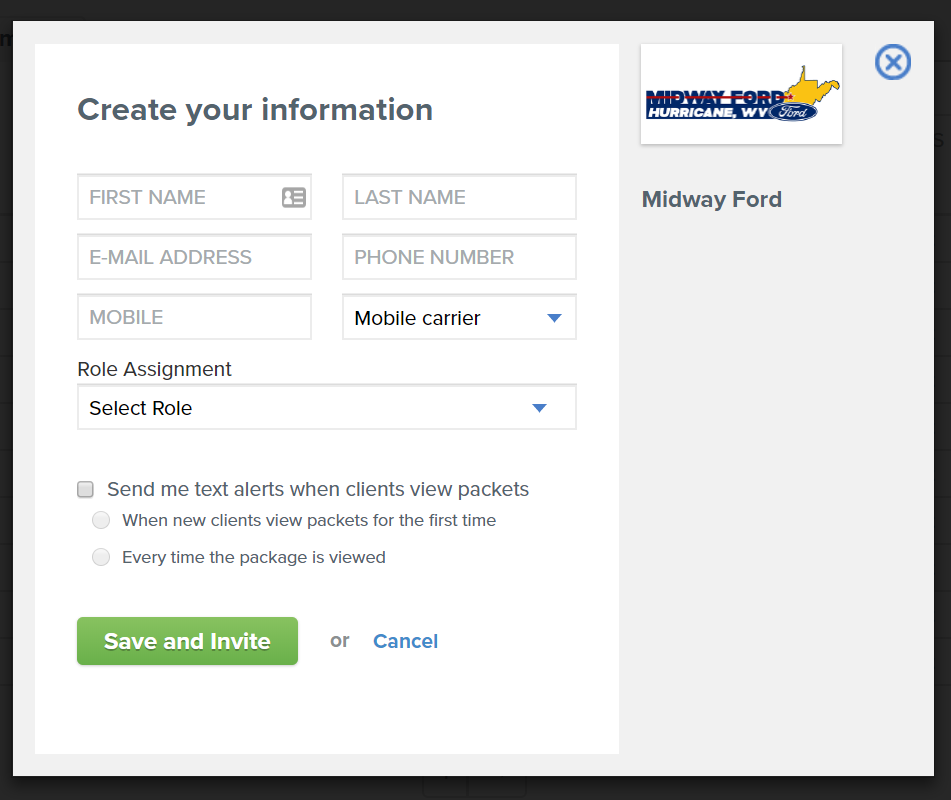 Create your information
FIRST NAME
LAST NAME
E-MAIL ADDRESS
PHONE NUMBER
MOBILE
Mobile carrier
Role Assignment
Select Role
Send me text alerts when clients view packets
When new clients view packets for the first time
Every time the package is viewed
Save and Invite or Cancel
MIDWAY FORD
HURRICANE, WV
Ford
Midway Ford